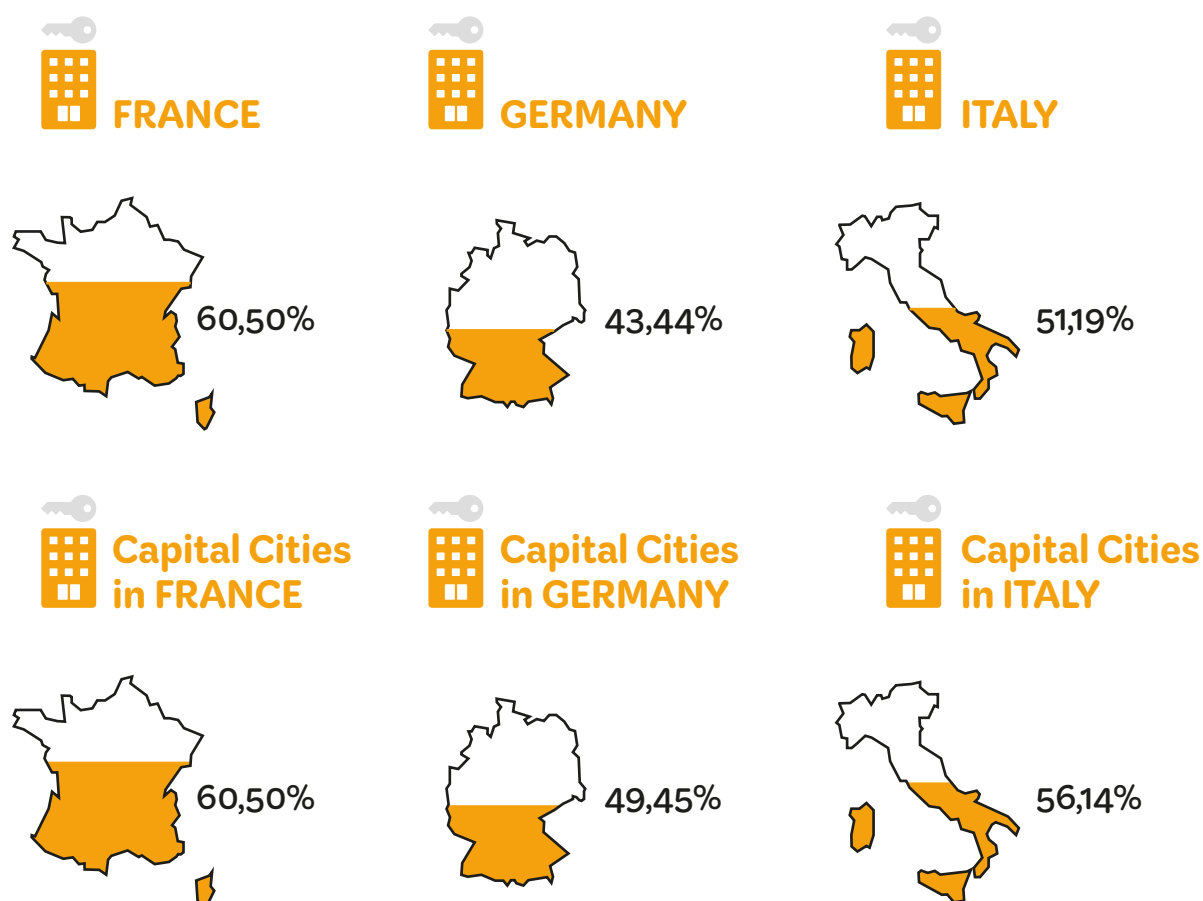 FRANCE
GERMANY
ITALY
60,50%
43,44%
51,19%
Capital Cities
in FRANCE
Capital Cities
in GERMANY
Capital Cities
in ITALY
60,50%
49,45%
56,14%